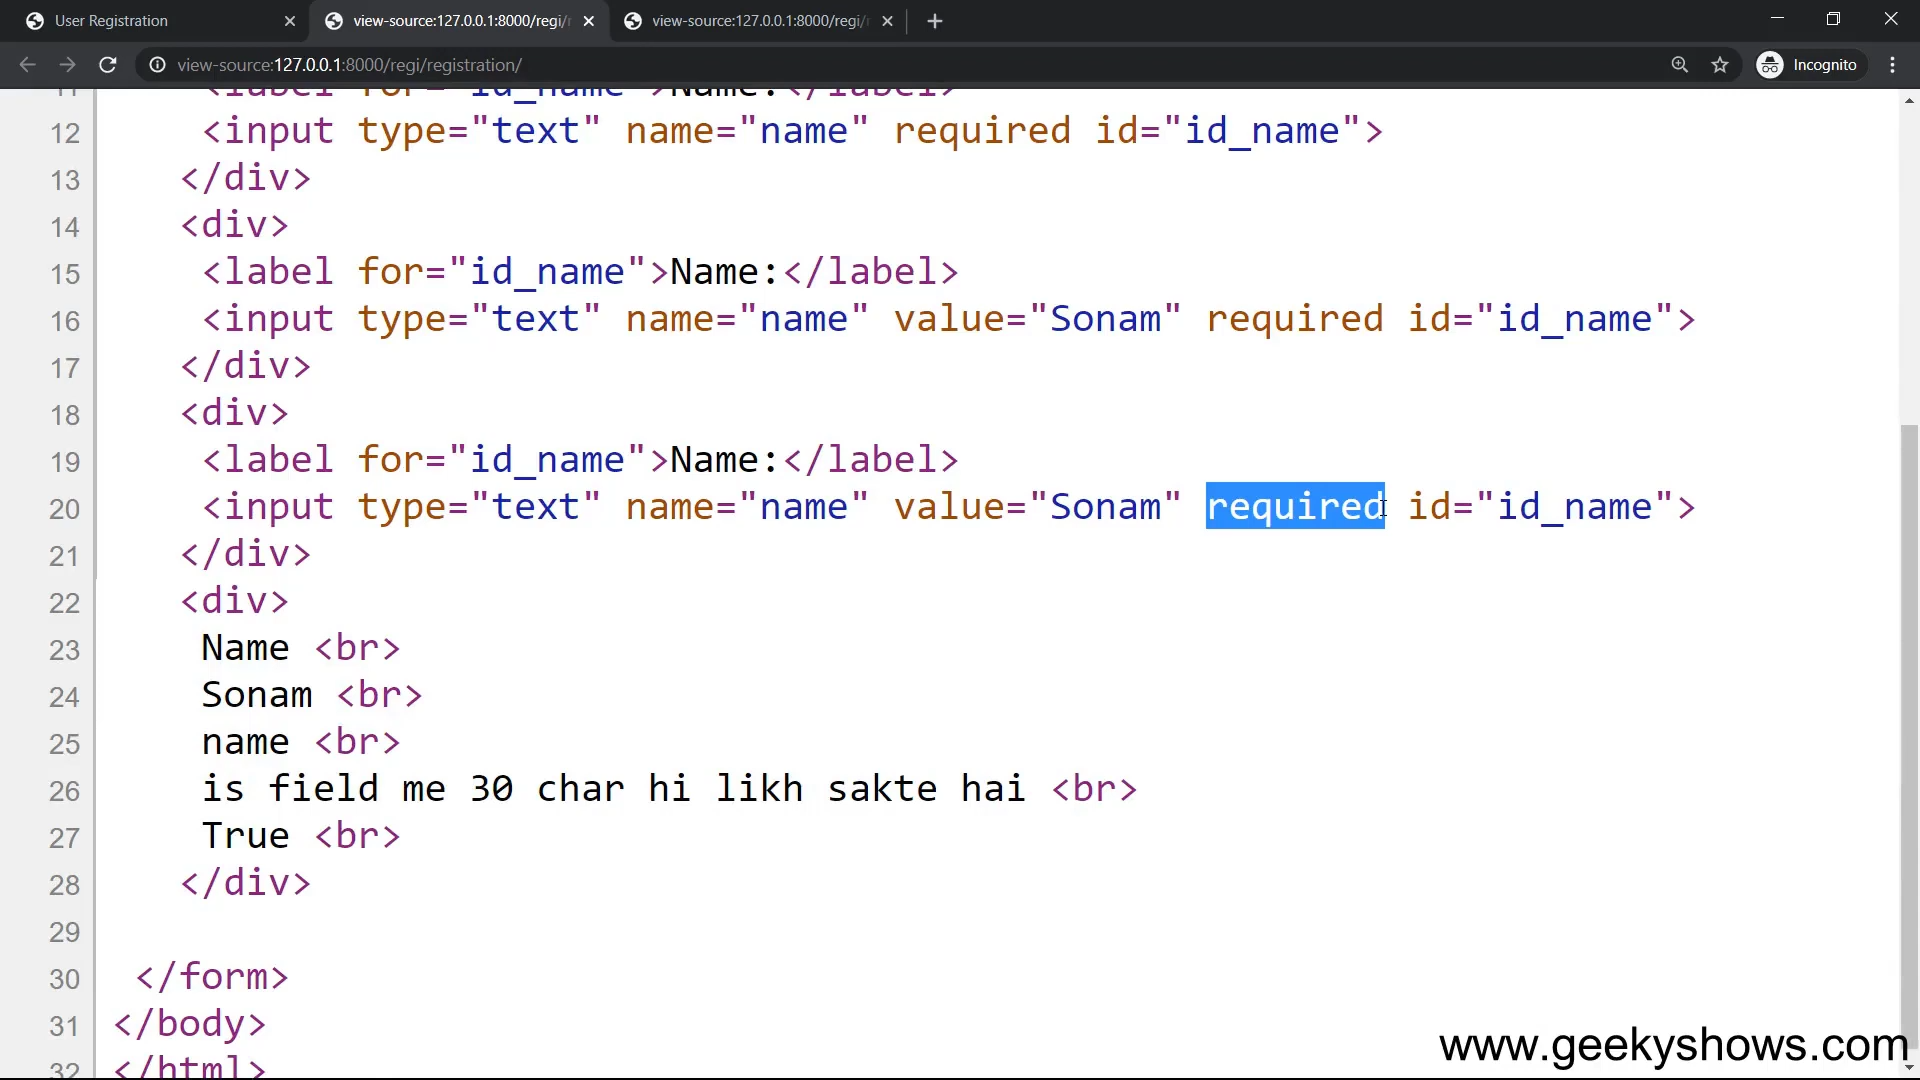 User Registration
view-source:127.0.0.1:8000/regi/
view-source:127.0.0.1:8000/regi/
view-source:127.0.0.1:8000/regi/registration/
Incognito
11 <label for="id_name">Name:</label>
12 <input type="text" name="name" required id="id_name">
13 </div>
14 <div>
15 <label for="id_name">Name:</label>
16 <input type="text" name="name" value="Sonam" required id="id_name">
17 </div>
18 <div>
19 <label for="id_name">Name:</label>
20 <input type="text" name="name" value="Sonam" required id="id_name">
21 </div>
22 <div>
23 Name <br>
24 Sonam <br>
25 name <br>
26 is field me 30 char hi likh sakte hai <br>
27 True <br>
28 </div>
29
30 </form>
31 </body>
32 </html>
www.geekyshows.com